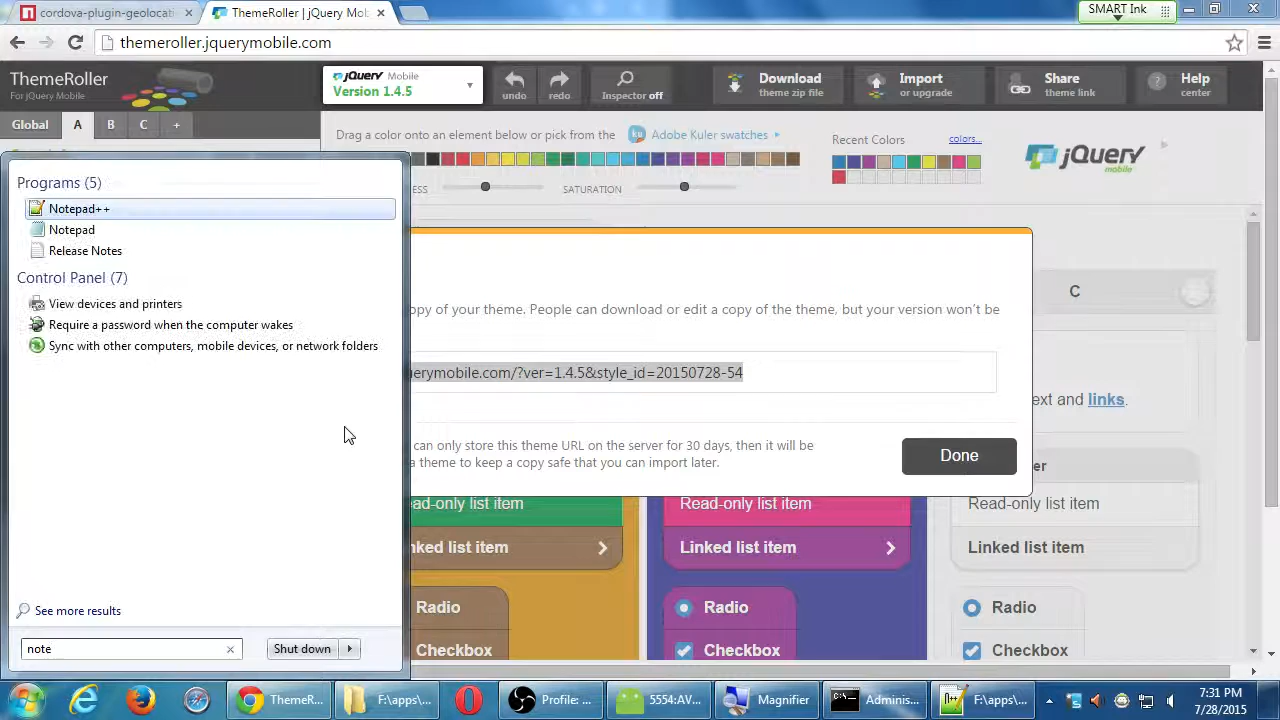 cordova-plugin-geolocati ×
ThemeRoller | jQuery Mob ×
SMART Ink
themeroller.jquerymobile.com
ThemeRoller
For jQuery Mobile
jQuery Mobile
Version 1.4.5
undo
redo
Inspector off
Download
theme zip file
Import
or upgrade
Share
theme link
Help
center
?
Global
A
B
C
+
Drag a color onto an element below or pick from the
Adobe Kuler swatches
Recent Colors
colors...
jQuery
mobile
ESS
SATURATION
Programs (5)
Notepad++
Notepad
Release Notes
Control Panel (7)
View devices and printers
Require a password when the computer wakes
Sync with other computers, mobile devices, or network folders
See more results
note
Shut down
C
opy of your theme. People can download or edit a copy of the theme, but your version won't be
querymobile.com/?ver=1.4.5&style_id=20150728-54
ext and links.
can only store this theme URL on the server for 30 days, then it will be
a theme to keep a copy safe that you can import later.
Done
er
ead-only list item
Read-only list item
Read-only list item
nked list item
Linked list item
Linked list item
Radio
Radio
Radio
Checkbox
Checkbox
Checkbox
ThemeR...
F:\apps\...
Profile: ...
5554:AV...
Magnifier
Adminis...
F:\apps\...
7:31 PM
7/28/2015